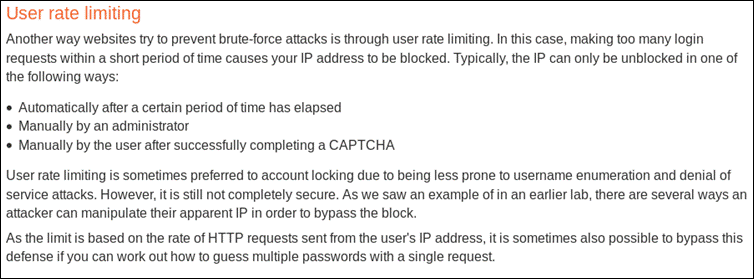 User rate limiting
Another way websites try to prevent brute-force attacks is through user rate limiting. In this case, making too many login
requests within a short period of time causes your IP address to be blocked. Typically, the IP can only be unblocked in one of
the following ways:
• Automatically after a certain period of time has elapsed
• Manually by an administrator
• Manually by the user after successfully completing a CAPTCHA
User rate limiting is sometimes preferred to account locking due to being less prone to username enumeration and denial of
service attacks. However, it is still not completely secure. As we saw an example of in an earlier lab, there are several ways an
attacker can manipulate their apparent IP in order to bypass the block.
As the limit is based on the rate of HTTP requests sent from the user's IP address, it is sometimes also possible to bypass this
defense if you can work out how to guess multiple passwords with a single request.